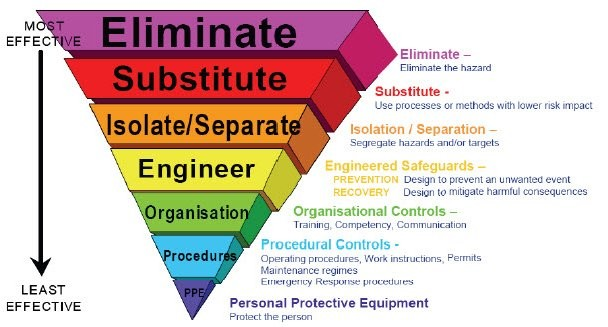 MOST
EFFECTIVE
Eliminate
Substitute
Isolate/Separate
Engineer
Organisation
Procedures
PPE
LEAST
EFFECTIVE
Eliminate –
Eliminate the hazard
Substitute -
Use processes or methods with lower risk impact
Isolation / Separation –
Segregate hazards and/or targets
Engineered Safeguards –
PREVENTION Design to prevent an unwanted event
RECOVERY Design to mitigate harmful consequences
Organisational Controls –
Training, Competency, Communication
Procedural Controls -
Operating procedures, Work instructions, Permits
Maintenance regimes
Emergency Response procedures
Personal Protective Equipment
Protect the person